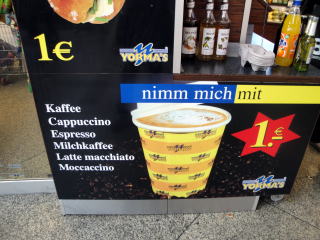 1€
YORMA'S
nimm mich mit
Kaffee
Cappuccino
Espresso
Milchkaffee
Latte macchiato
Moccaccino
1.-€
YORMA'S